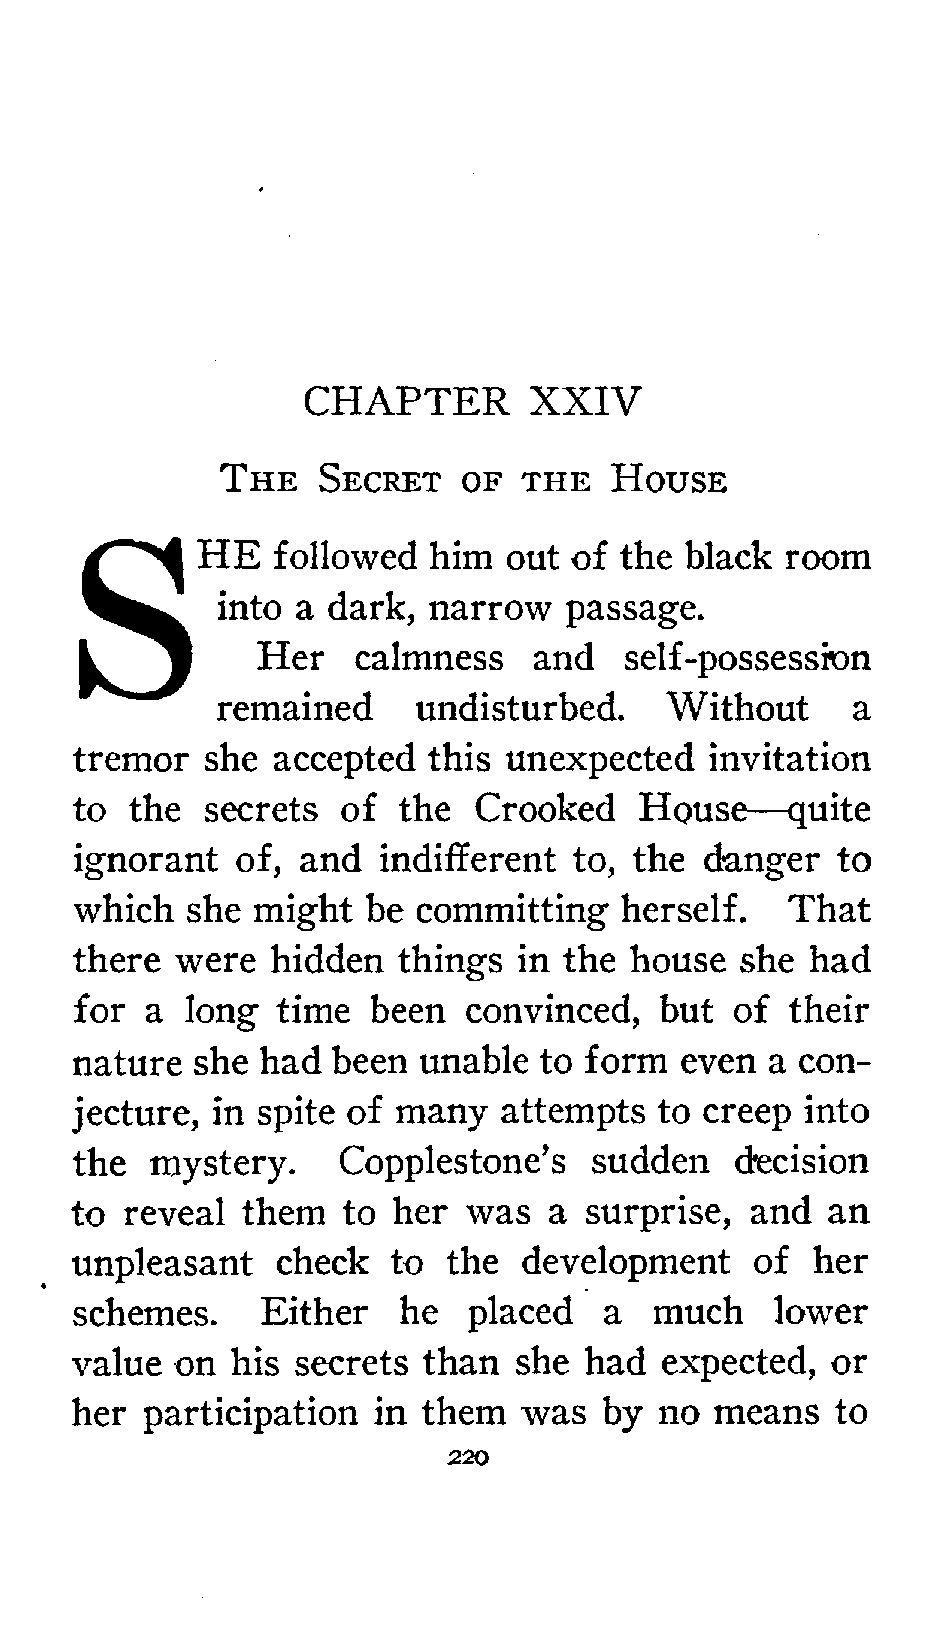 CHAPTER XXIV
THE SECRET OF THE HOUSE
SHE followed him out of the black room
into a dark, narrow passage.
Her calmness and self-possession
remained undisturbed. Without a
tremor she accepted this unexpected invitation
to the secrets of the Crooked House—quite
ignorant of, and indifferent to, the danger to
which she might be committing herself. That
there were hidden things in the house she had
for a long time been convinced, but of their
nature she had been unable to form even a con-
jecture, in spite of many attempts to creep into
the mystery. Copplestone's sudden decision
to reveal them to her was a surprise, and an
unpleasant check to the development of her
schemes. Either he placed a much lower
value on his secrets than she had expected, or
her participation in them was by no means to
220